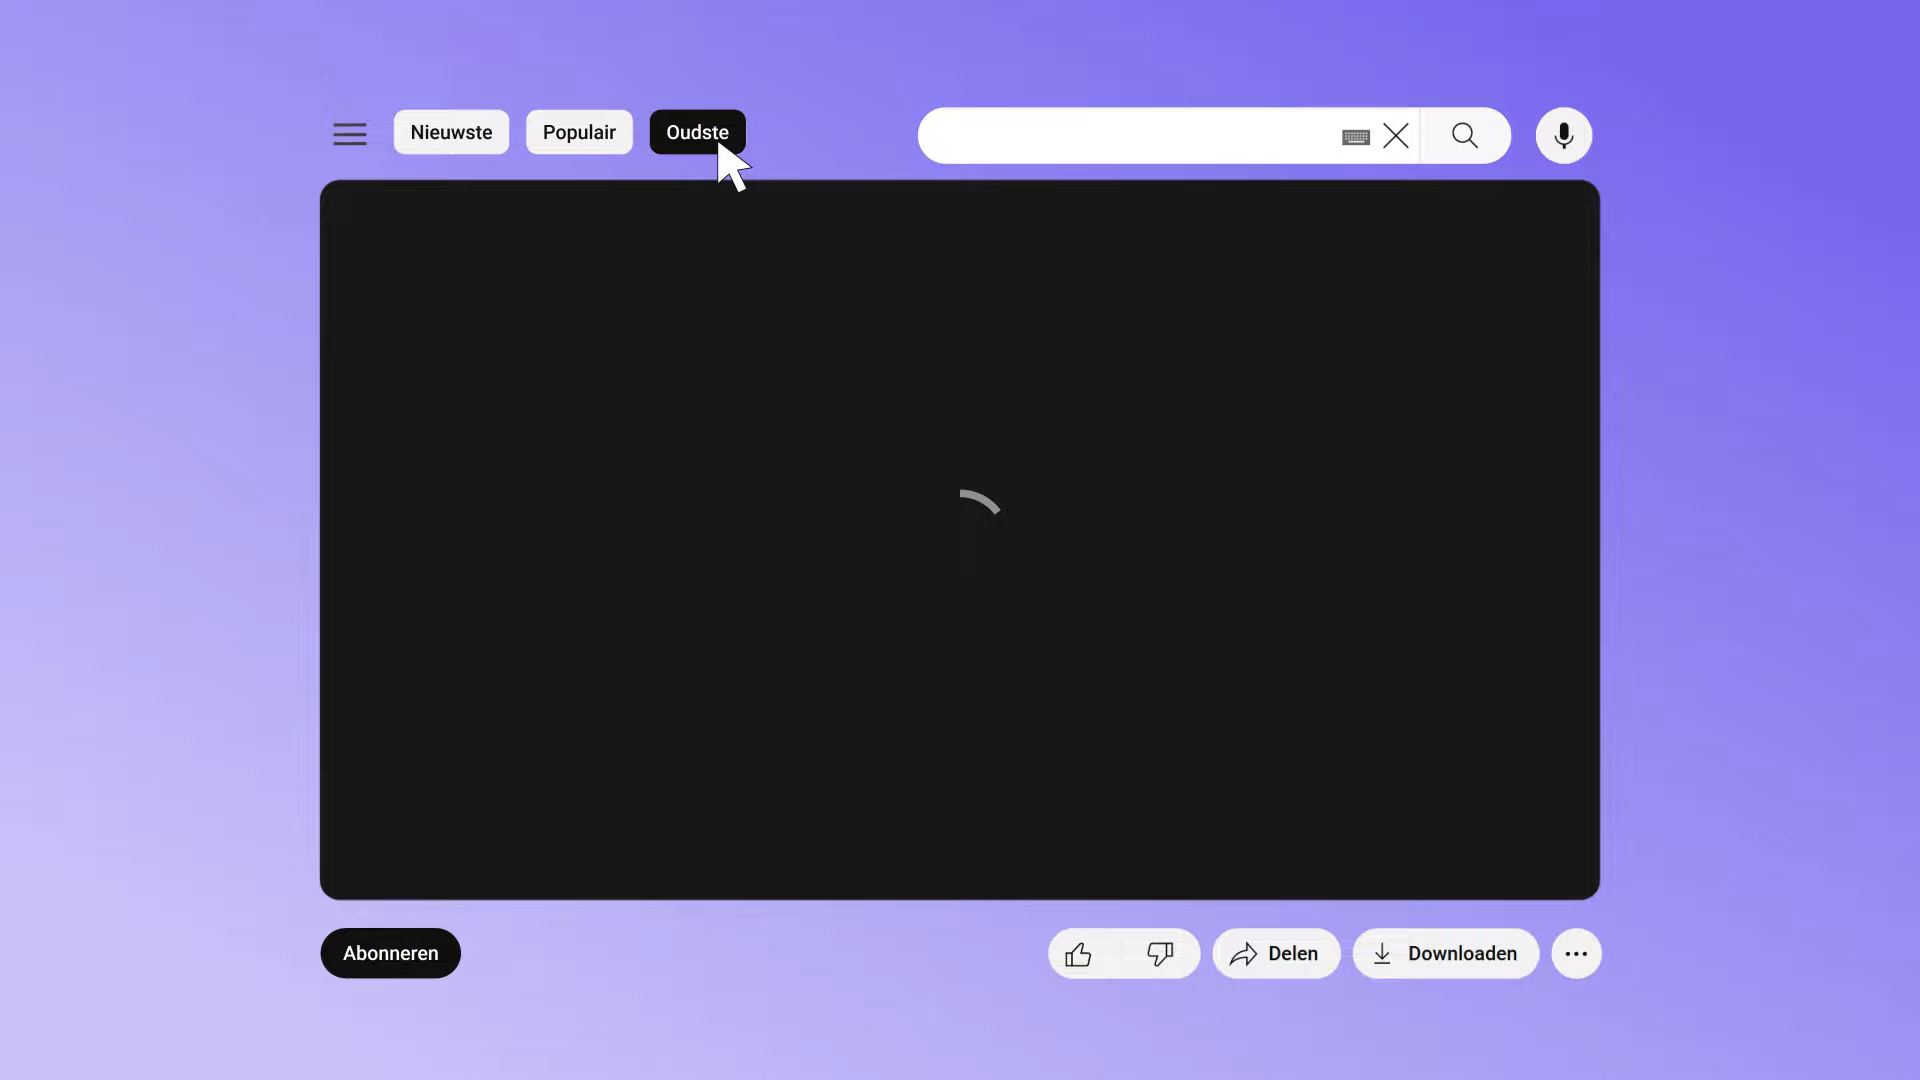 Nieuwste
Populair
Oudste
Abonneren
Delen
Downloaden